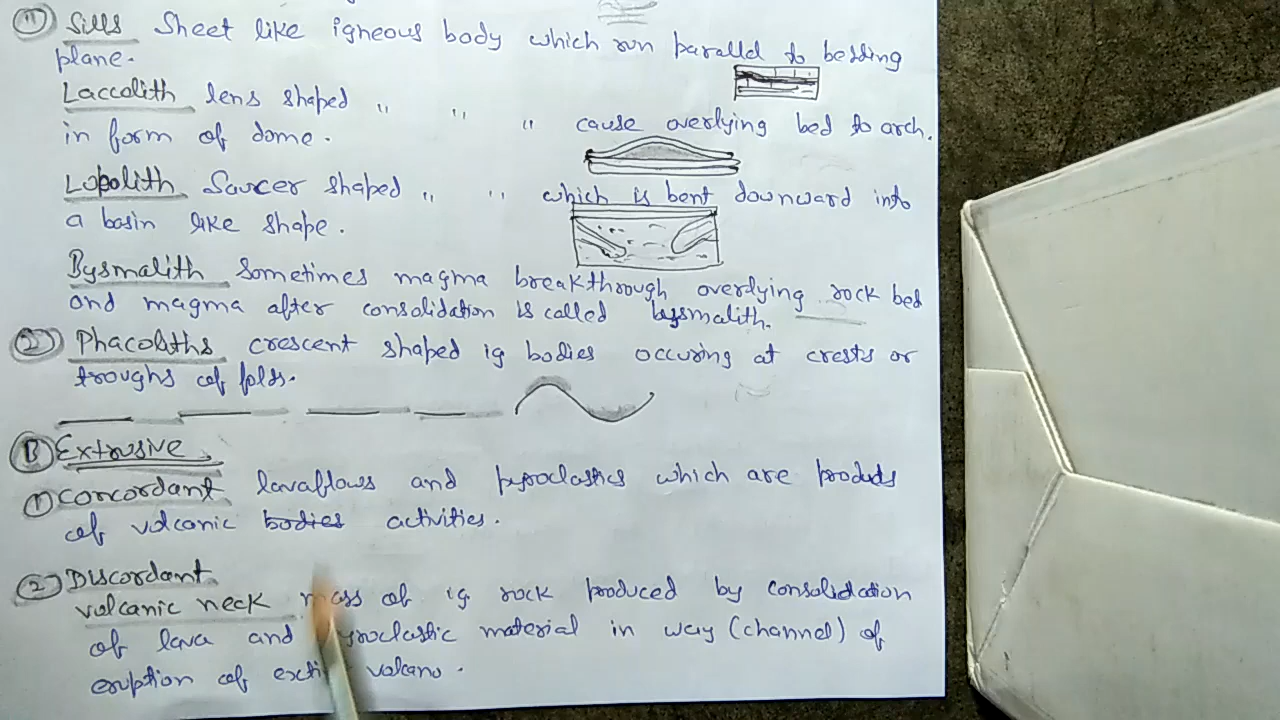 (1) Sills Sheet like igneous body which run parallel to bedding
plane.
Laccolith lens shaped " " " cause overlying bed to arch.
in form of dome.
Lopolith Saucer shaped " " which is bent downward into
a basin like shape.
Bysmalith Sometimes magma breakthrough overlying rock bed
and magma after consolidation is called bysmalith.
(2) Phacoliths crescent shaped ig bodies occuring at crests or
troughs of folds.
(B) Extrusive
(1) Concordant lavaflows and pyroclastics which are products
of volcanic bodies activities.
(2) Discordant
volcanic neck mass of ig rock produced by consolidation
of lava and pyroclastic material in way (channel) of
eruption of volcano.